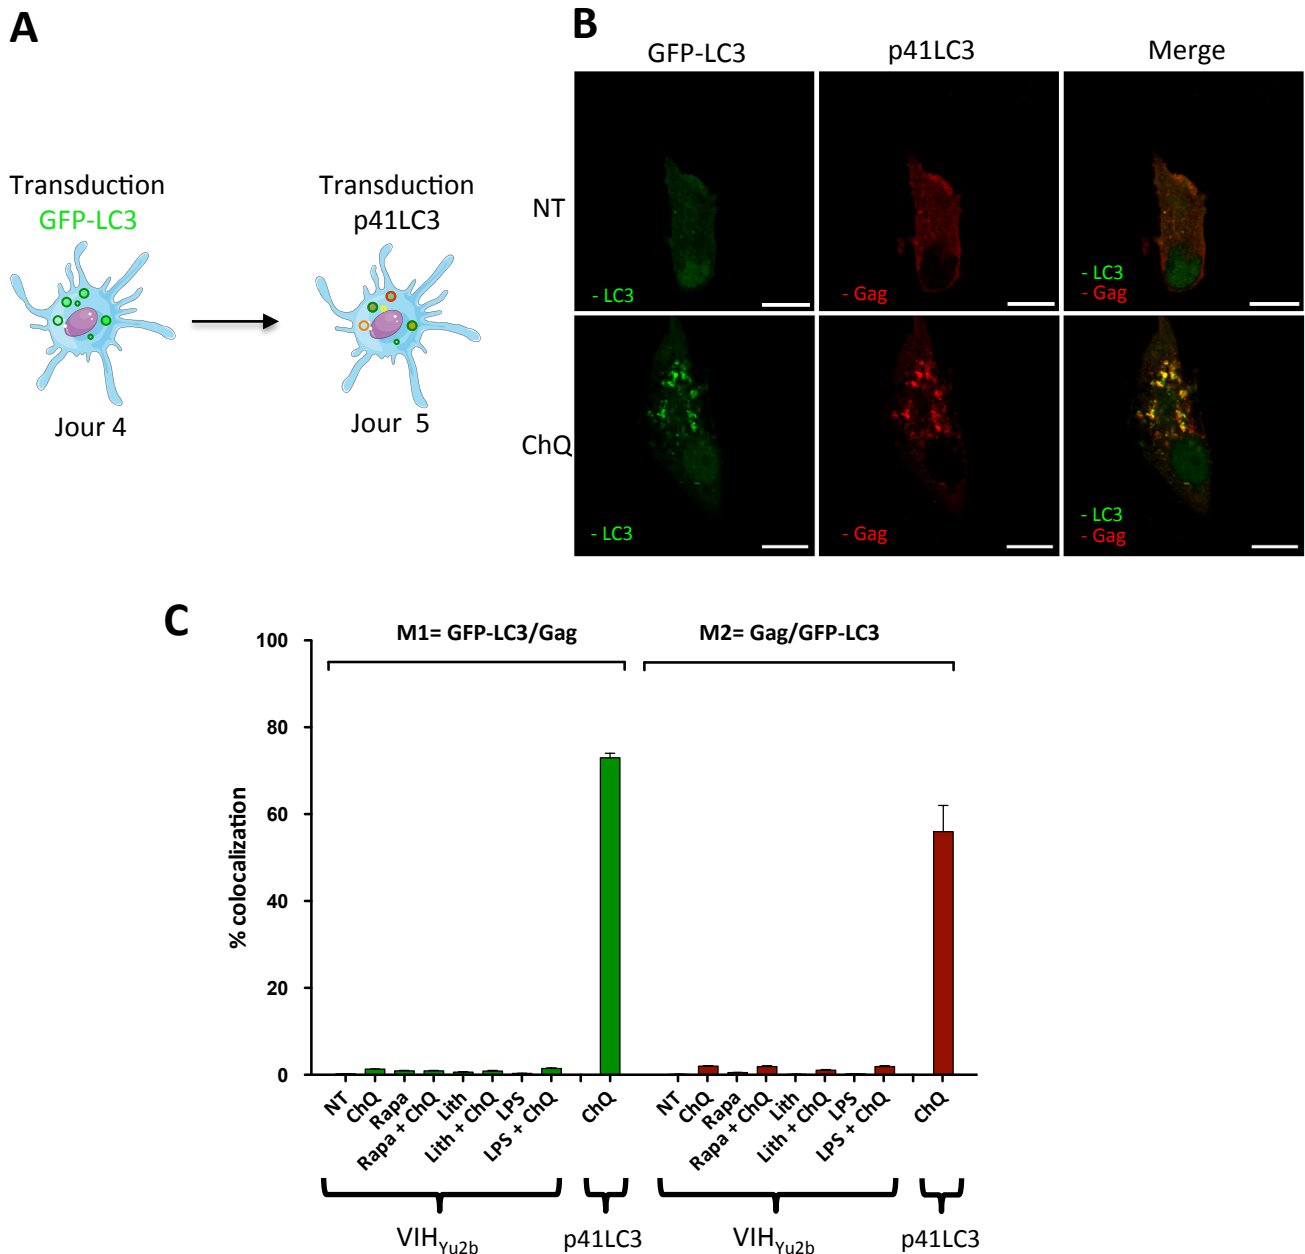 A
Transduction
GFP-LC3
Jour 4
Transduction
p41LC3
Jour 5
B
GFP-LC3
p41LC3
Merge
NT
- LC3
- Gag
- LC3
- Gag
ChQ
- LC3
- Gag
- LC3
- Gag
C
M1= GFP-LC3/Gag
M2= Gag/GFP-LC3
% colocalization
100
80
60
40
20
0
NT
ChQ
Rapa
Rapa + ChQ
Lith
Lith + ChQ
LPS
LPS + ChQ
ChQ
NT
ChQ
Rapa
Rapa + ChQ
Lith
Lith + ChQ
LPS
LPS + ChQ
ChQ
VIH_Yu2b
p41LC3
VIH_Yu2b
p41LC3